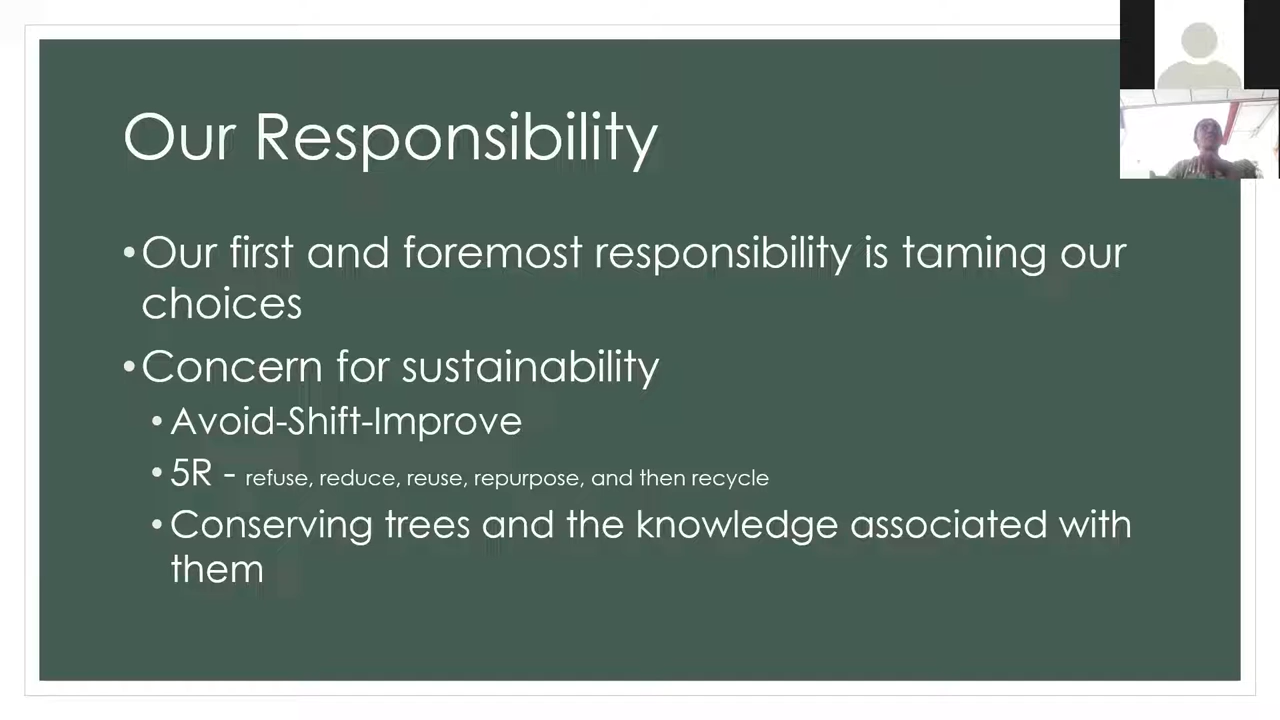 Our Responsibility
•Our first and foremost responsibility is taming our
choices
•Concern for sustainability
•Avoid-Shift-Improve
•5R - refuse, reduce, reuse, repurpose, and then recycle
•Conserving trees and the knowledge associated with
them